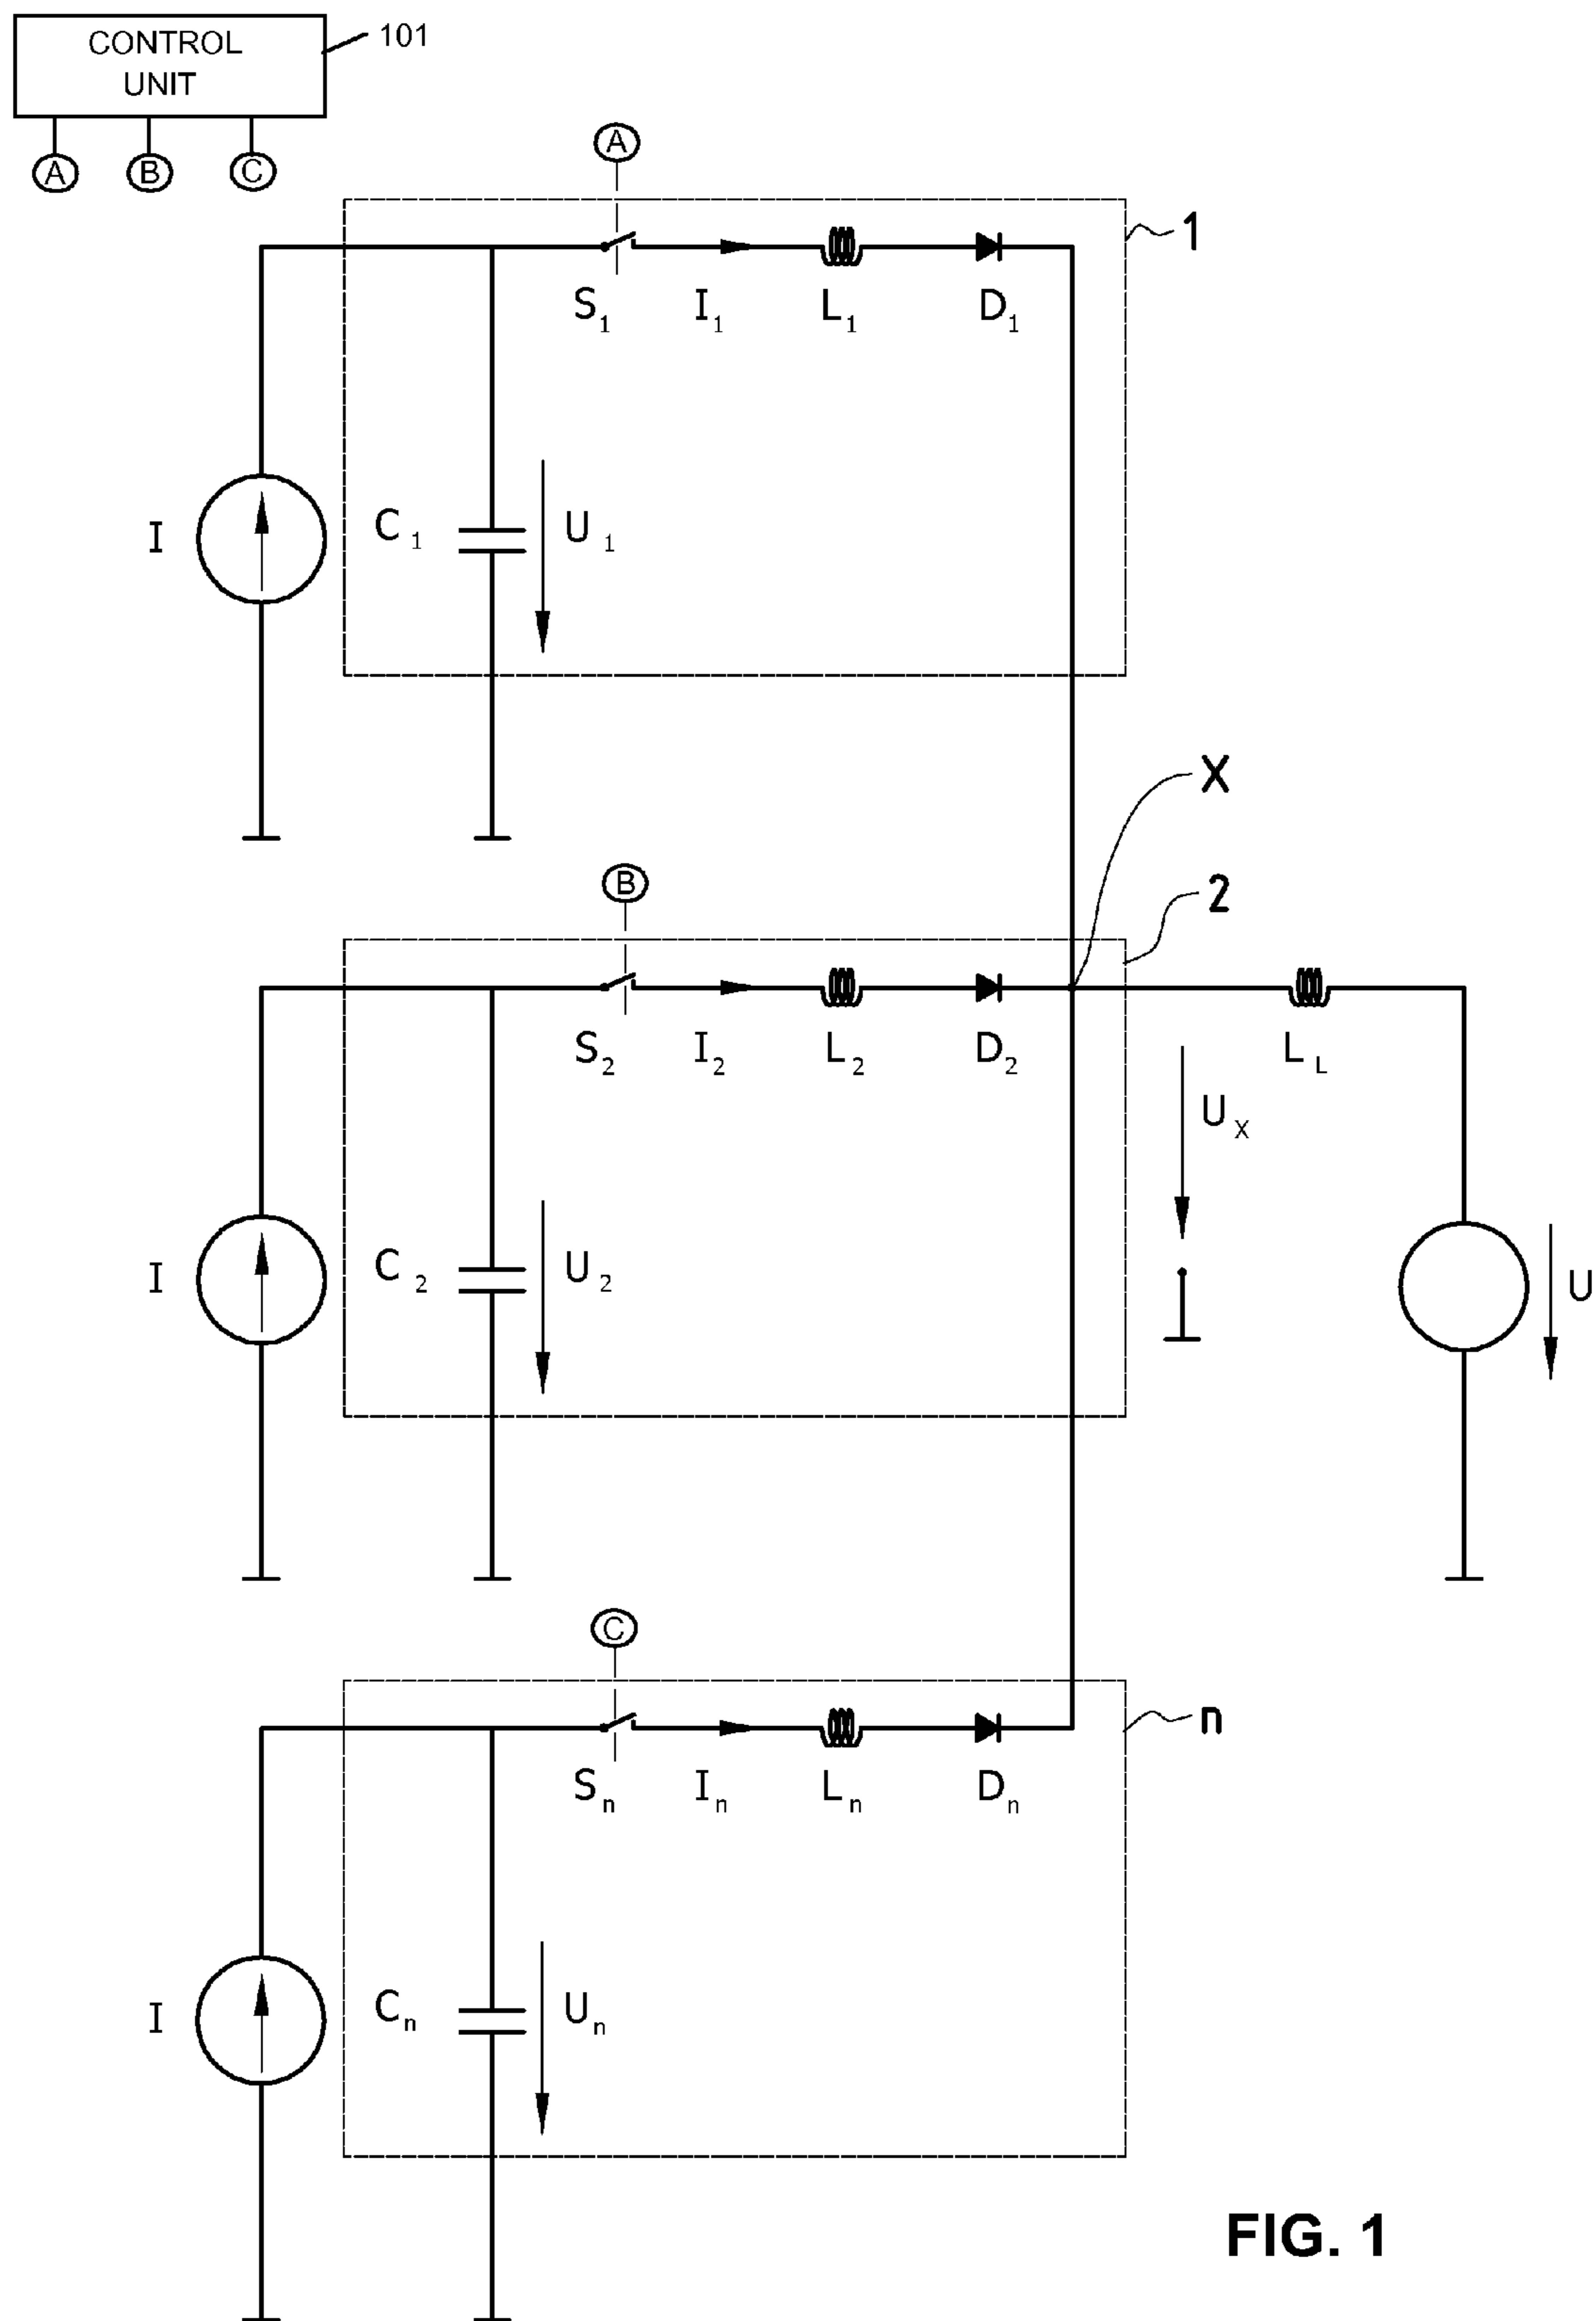 CONTROL
UNIT
101
A B C
A
1
S1 I1 L1 D1
I
C1
U1
X
B
2
S2 I2 L2 D2
LL
UX
I
C2
U2
U
C
n
Sn In Ln Dn
I
Cn
Un
FIG. 1